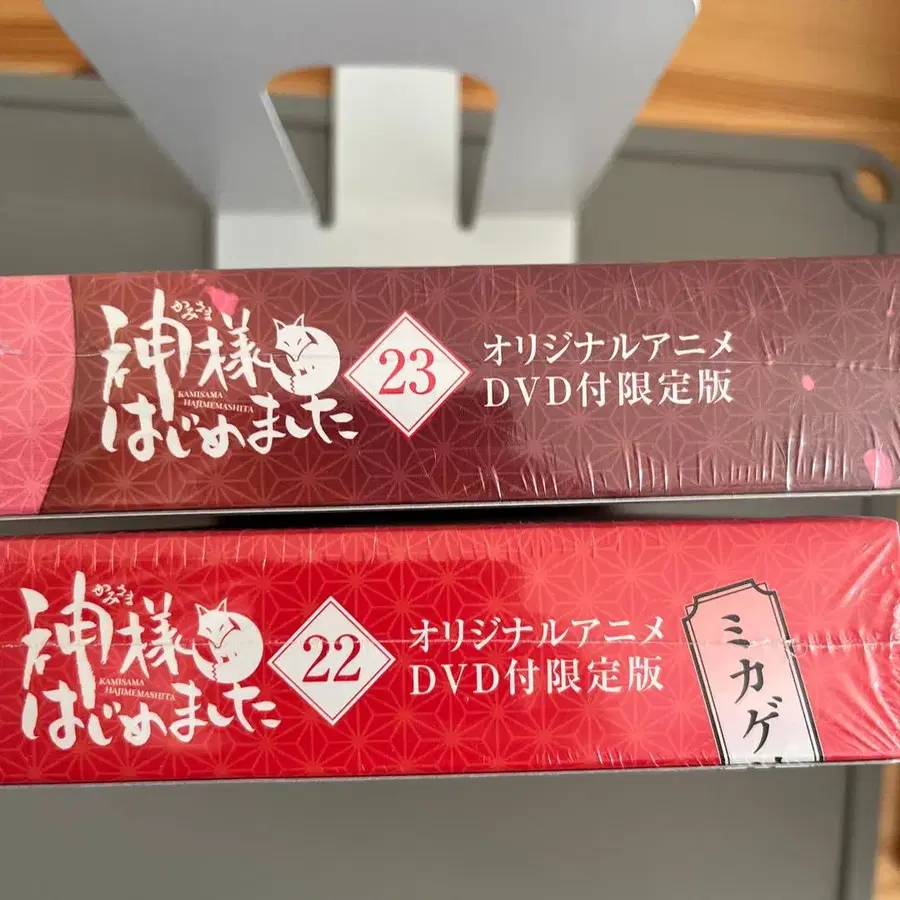 かみさま
神様
KAMISAMA
HAJIMEMASHITA
はじめました
23
オリジナルアニメ
DVD付限定版
かみさま
神様
KAMISAMA
HAJIMEMASHITA
はじめました
22
オリジナルアニメ
DVD付限定版
ミカゲ